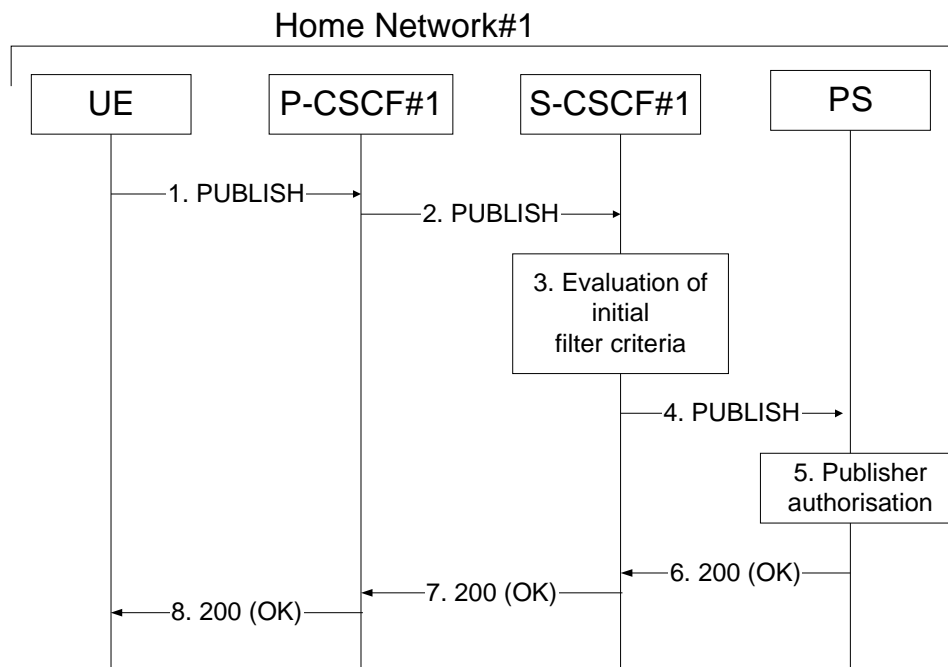 Home Network#1
UE
P-CSCF#1
S-CSCF#1
PS
1. PUBLISH
2. PUBLISH
3. Evaluation of
initial
filter criteria
4. PUBLISH
5. Publisher
authorisation
6. 200 (OK)
7. 200 (OK)
8. 200 (OK)